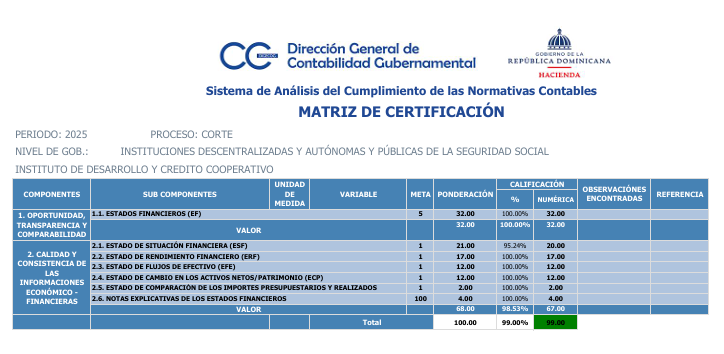 CC DIGECOG Dirección General de
Contabilidad Gubernamental
GOBIERNO DE LA
REPÚBLICA DOMINICANA
HACIENDA
Sistema de Análisis del Cumplimiento de las Normativas Contables
MATRIZ DE CERTIFICACIÓN
PERIODO: 2025 PROCESO: CORTE
NIVEL DE GOB.: INSTITUCIONES DESCENTRALIZADAS Y AUTÓNOMAS Y PÚBLICAS DE LA SEGURIDAD SOCIAL
INSTITUTO DE DESARROLLO Y CREDITO COOPERATIVO
COMPONENTES SUB COMPONENTES UNIDAD DE MEDIDA VARIABLE META PONDERACIÓN CALIFICACIÓN % NUMÉRICA OBSERVACIÓNES ENCONTRADAS REFERENCIA
1. OPORTUNIDAD, TRANSPARENCIA Y COMPARABILIDAD
1.1. ESTADOS FINANCIEROS (EF) 5 32.00 100.00% 32.00
VALOR 32.00 100.00% 32.00
2. CALIDAD Y CONSISTENCIA DE LAS INFORMACIONES ECONÓMICO - FINANCIERAS
2.1. ESTADO DE SITUACIÓN FINANCIERA (ESF) 1 21.00 95.24% 20.00
2.2. ESTADO DE RENDIMIENTO FINANCIERO (ERF) 1 17.00 100.00% 17.00
2.3. ESTADO DE FLUJOS DE EFECTIVO (EFE) 1 12.00 100.00% 12.00
2.4. ESTADO DE CAMBIO EN LOS ACTIVOS NETOS/PATRIMONIO (ECP) 1 12.00 100.00% 12.00
2.5. ESTADO DE COMPARACIÓN DE LOS IMPORTES PRESUPUESTARIOS Y REALIZADOS 1 2.00 100.00% 2.00
2.6. NOTAS EXPLICATIVAS DE LOS ESTADOS FINANCIEROS 100 4.00 100.00% 4.00
VALOR 68.00 98.53% 67.00
Total 100.00 99.00% 99.00